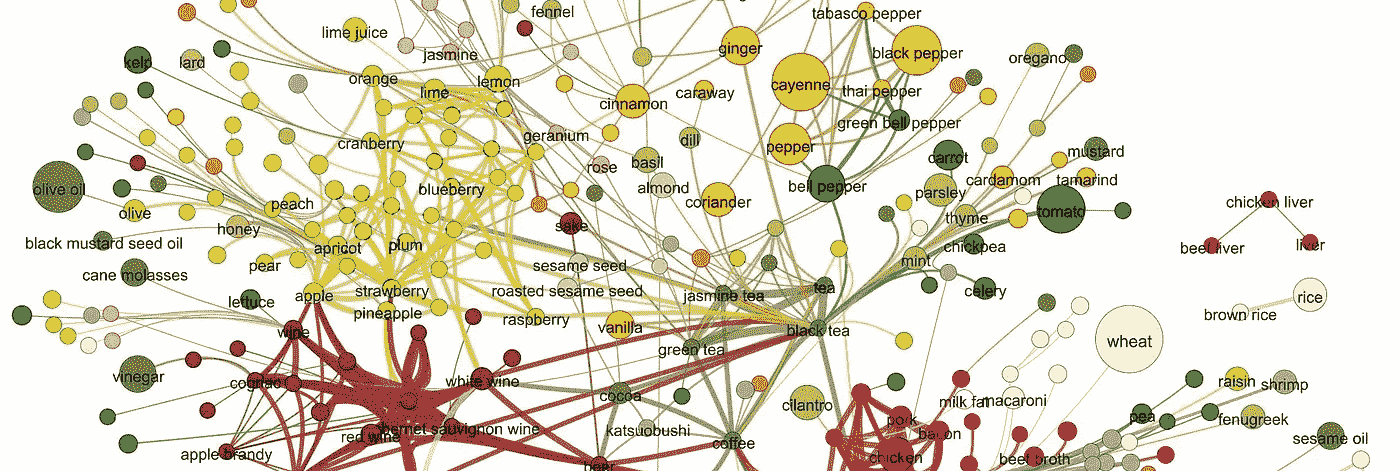 tabasco pepper
fennel
lime juice
ginger
black pepper
jasmine
oregano
kelp
lard
orange
lemon
lime
cayenne
thai pepper
caraway
cinnamon
green bell pepper
geranium
dill
cranberry
pepper
mustard
carrot
basil
rose
cardamom
tamarind
olive oil
blueberry
almond
bell pepper
parsley
coriander
chicken liver
peach
olive
tomato
thyme
honey
sake
black mustard seed oil
apricot
plum
chickpea
beef liver
liver
mint
pear
sesame seed
cane molasses
roasted sesame seed
celery
apple
strawberry
jasmine tea
tea
rice
lettuce
pineapple
raspberry
brown rice
wine
vanilla
black tea
wheat
green tea
vinegar
cognac
white wine
raisin
shrimp
cocoa
cilantro
milk fat
macaroni
pea
fenugreek
pork
red wine
cabernet sauvignon wine
katsuobushi
bacon
coffee
sesame oil
apple brandy
chicken
beef broth
beer